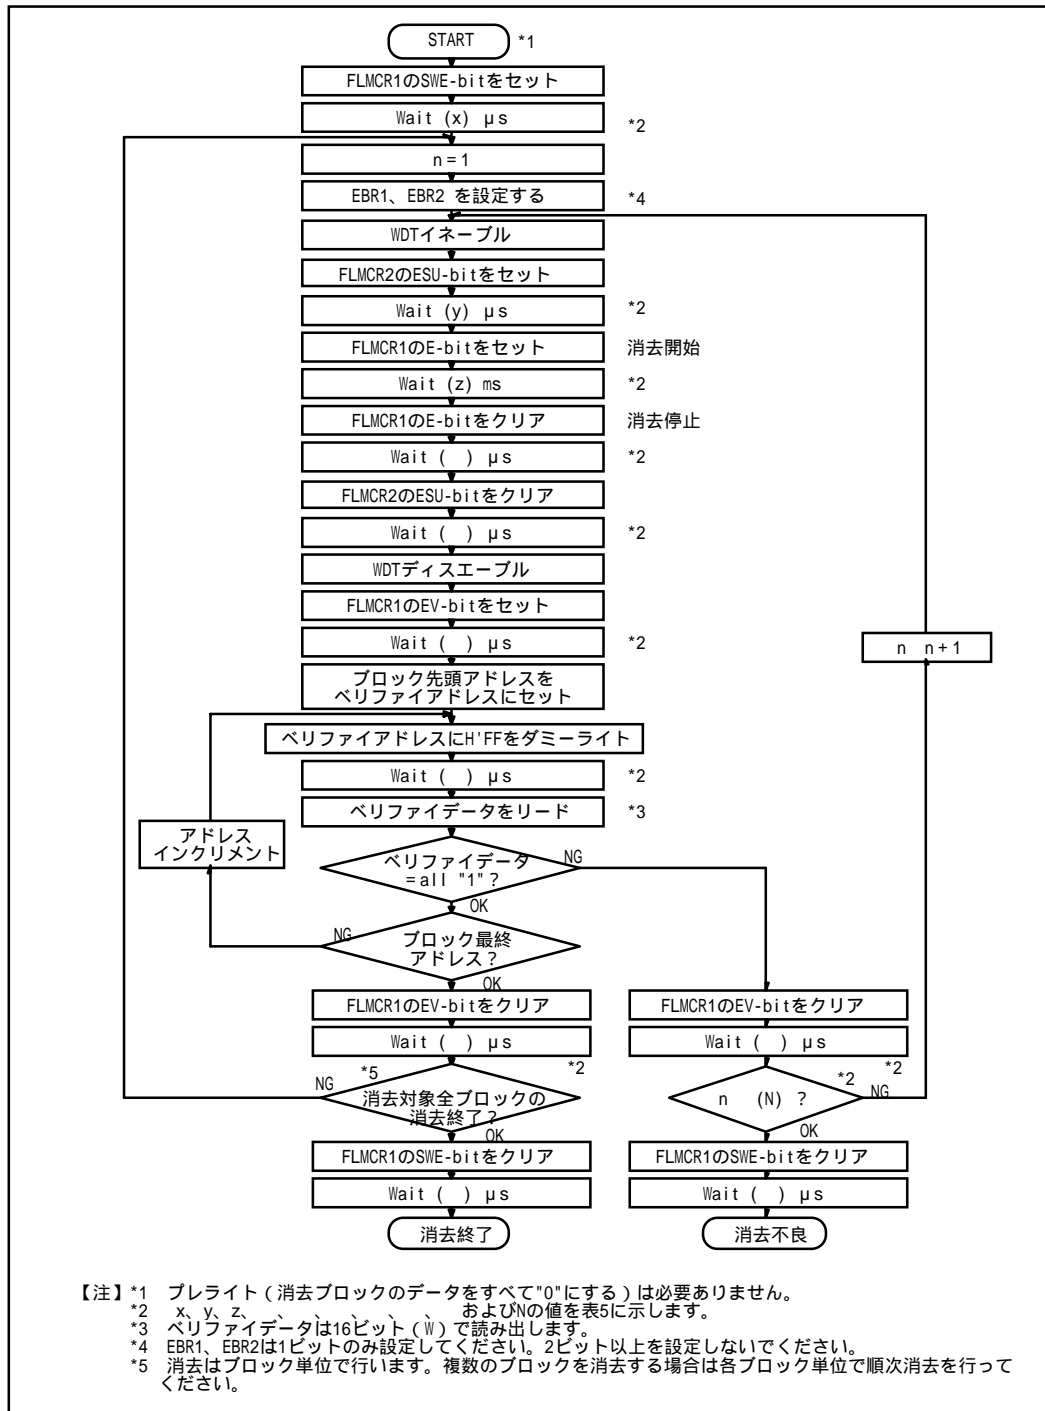 START *1
FLMCR1のSWE-bitをセット
Wait (x) μs *2
n=1
EBR1、EBR2 を設定する *4
WDTイネーブル
FLMCR2のESU-bitをセット
Wait (y) μs *2
FLMCR1のE-bitをセット 消去開始
Wait (z) ms *2
FLMCR1のE-bitをクリア 消去停止
Wait ( ) μs *2
FLMCR2のESU-bitをクリア
Wait ( ) μs *2
WDTディスエーブル
FLMCR1のEV-bitをセット
Wait ( ) μs *2
n n+1
ブロック先頭アドレスを
ベリファイアドレスにセット
ベリファイアドレスにH'FFをダミーライト
Wait ( ) μs *2
ベリファイデータをリード *3
アドレス
インクリメント
ベリファイデータ
=all "1"?
NG
OK
ブロック最終
アドレス?
NG
OK
FLMCR1のEV-bitをクリア
Wait ( ) μs
*5 *2
消去対象全ブロックの
消去終了?
NG
OK
FLMCR1のSWE-bitをクリア
Wait ( ) μs
消去終了
FLMCR1のEV-bitをクリア
Wait ( ) μs
*2
n (N) ? *2
NG
OK
FLMCR1のSWE-bitをクリア
Wait ( ) μs
消去不良
【注】*1 プレライト(消去ブロックのデータをすべて"0"にする)は必要ありません。
*2 x、y、z、 、 、 、 、 、 およびNの値を表5に示します。
*3 ベリファイデータは16ビット(W)で読み出します。
*4 EBR1、EBR2は1ビットのみ設定してください。2ビット以上を設定しないでください。
*5 消去はブロック単位で行います。複数のブロックを消去する場合は各ブロック単位で順次消去を行って
ください。